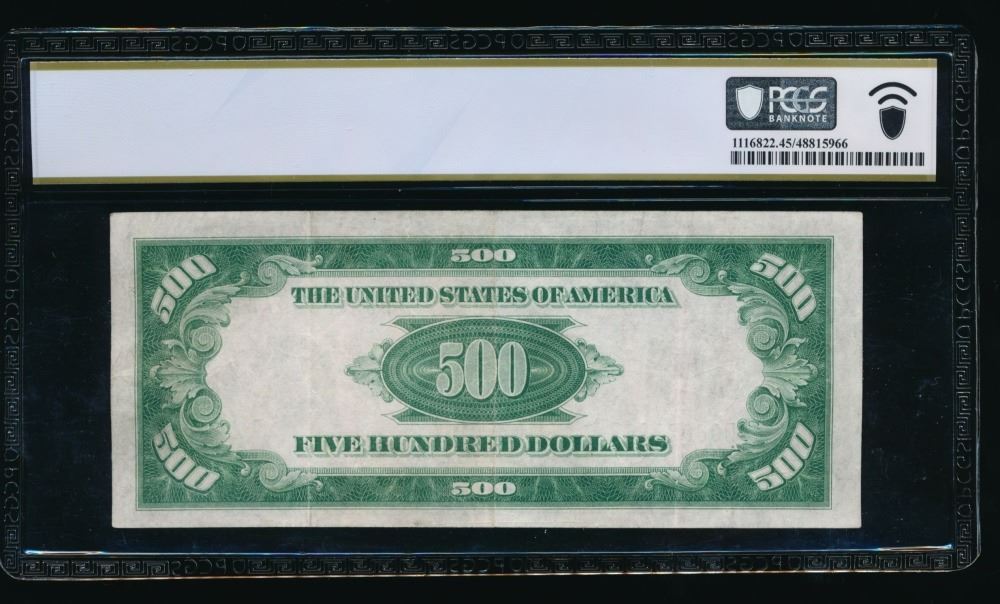 PCGS
BANKNOTE
1116822.45/48815966
500
500 500
THE UNITED STATES OF AMERICA
500
FIVE HUNDRED DOLLARS
500 500
500